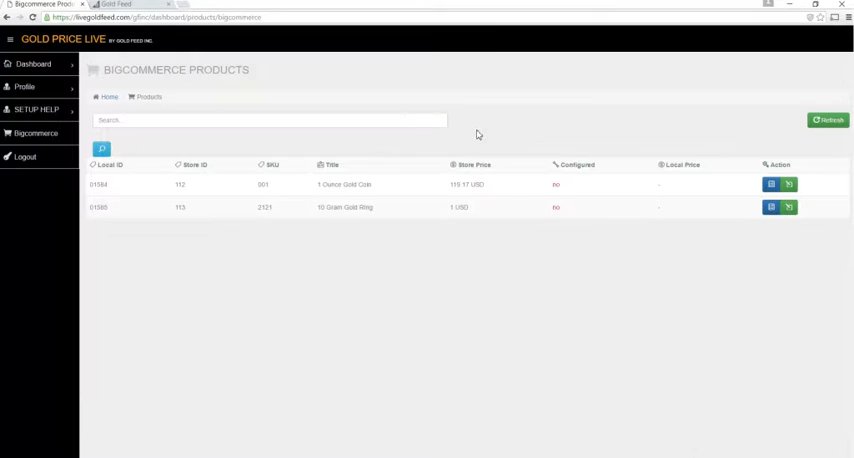 Bigcommerce Produ
Gold Feed
https://livegoldfeed.com/gfinc/dashboard/products/bigcommerce
GOLD PRICE LIVE BY GOLD FEED INC.
Dashboard
Profile
SETUP HELP
Bigcommerce
Logout
BIGCOMMERCE PRODUCTS
Home Products
Search...
Refresh
Local ID Store ID SKU Title Store Price Configured Local Price Action
01584 112 001 1 Ounce Gold Coin 119.17 USD no -
01585 113 2121 10 Gram Gold Ring 1 USD no -